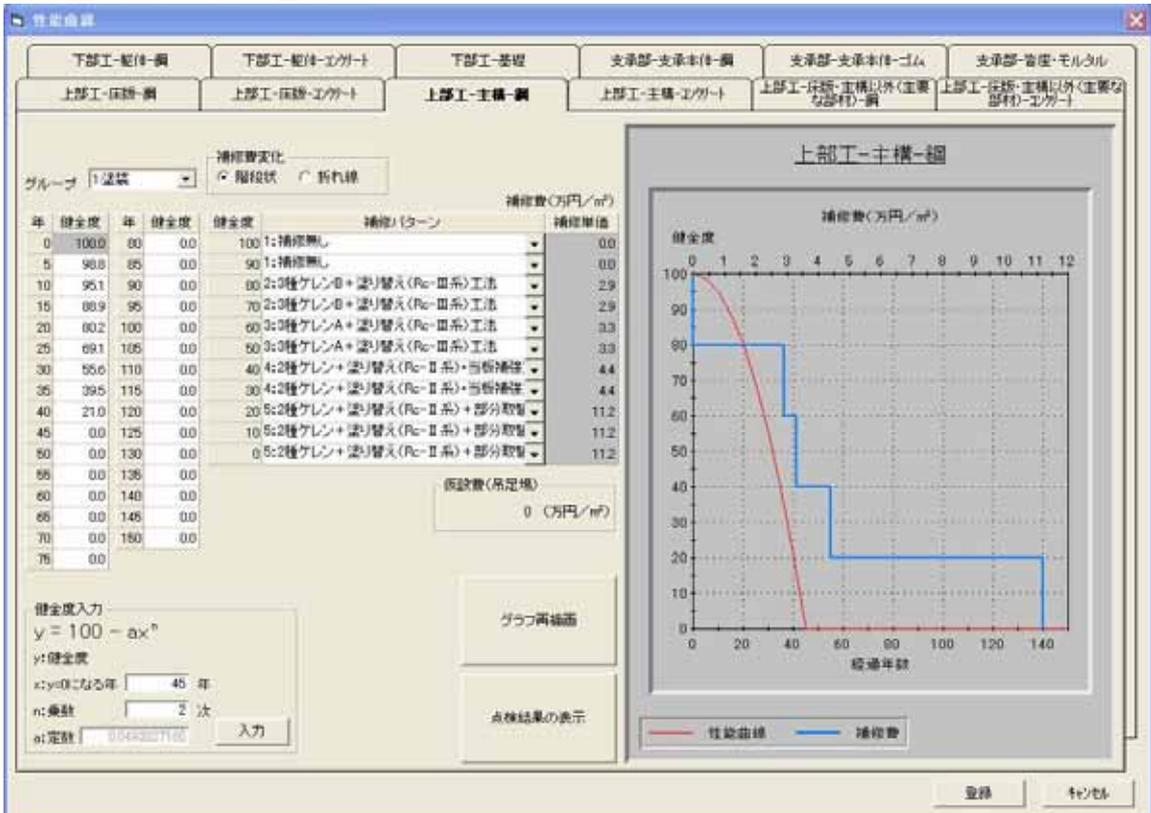 性能曲線
下部工-躯体-鋼 下部工-躯体-コンクリート 下部工-基礎 支承部-支承本体-鋼 支承部-支承本体-ゴム 支承部-沓座・モルタル
上部工-床版-鋼 上部工-床版-コンクリート 上部工-主構-鋼 上部工-主構-コンクリート 上部工-床版・主構以外(主要な部材)-鋼 上部工-床版・主構以外(主要な部材)-コンクリート
グループ 1:塗装
補修費変化
階段状 折れ線
補修費(万円/㎡)
年 健全度 年 健全度 健全度 補修パターン 補修単価
0 100.0 80 0.0 100 1:補修無し 0.0
5 98.8 85 0.0 90 1:補修無し 0.0
10 95.1 90 0.0 80 2:3種ケレンB+塗り替え(Rc-Ⅲ系)工法 2.9
15 88.9 95 0.0 70 2:3種ケレンB+塗り替え(Rc-Ⅲ系)工法 2.9
20 80.2 100 0.0 60 3:3種ケレンA+塗り替え(Rc-Ⅲ系)工法 3.3
25 69.1 105 0.0 50 3:3種ケレンA+塗り替え(Rc-Ⅲ系)工法 3.3
30 55.6 110 0.0 40 4:2種ケレン+塗り替え(Rc-Ⅱ系)・当板補強 4.4
35 39.5 115 0.0 30 4:2種ケレン+塗り替え(Rc-Ⅱ系)・当板補強 4.4
40 21.0 120 0.0 20 5:2種ケレン+塗り替え(Rc-Ⅱ系)+部分取替 11.2
45 0.0 125 0.0 10 5:2種ケレン+塗り替え(Rc-Ⅱ系)+部分取替 11.2
50 0.0 130 0.0 0 5:2種ケレン+塗り替え(Rc-Ⅱ系)+部分取替 11.2
55 0.0 135 0.0
60 0.0 140 0.0
65 0.0 145 0.0
70 0.0 150 0.0
75 0.0
仮設費(吊足場)
0 (万円/㎡)
健全度入力
y = 100 - axⁿ
y:健全度
x:y=0になる年 45 年
n:乗数 2 次
a:定数
入力
グラフ再描画
点検結果の表示
上部工-主構-鋼
補修費(万円/㎡)
健全度
0 1 2 3 4 5 6 7 8 9 10 11 12
100
90
80
70
60
50
40
30
20
10
0
0 20 40 60 80 100 120 140
経過年数
性能曲線 補修費
登録 キャンセル